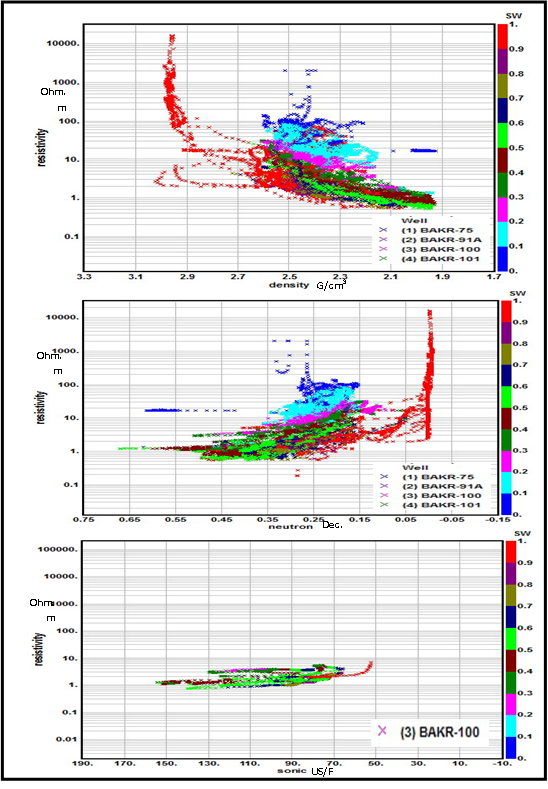 SW
10000.
1000.
100.
10.
1.
0.1
Ohm.
m
resistivity
1.
0.9
0.8
0.7
0.6
0.5
0.4
0.3
0.2
0.1
0.
Well
(1) BAKR-75
(2) BAKR-91A
(3) BAKR-100
(4) BAKR-101
3.3 2.9 2.7 2.5 2.3 2.1 1.9 1.7
density G/cm3
SW
10000.
1000.
100.
10.
1.
0.1
Ohm.
m
resistivity
1.
0.9
0.8
0.7
0.6
0.5
0.4
0.3
0.2
0.1
0.
Well
(1) BAKR-75
(2) BAKR-91A
(3) BAKR-100
(4) BAKR-101
0.75 0.65 0.55 0.45 0.35 0.25 0.15 0.05 -0.05 -0.15
neutron Dec.
SW
100000.
10000.
1000.
100.
10.
1.
0.1
0.01
Ohm.
m
resistivity
1.
0.9
0.8
0.7
0.6
0.5
0.4
0.3
0.2
0.1
0.
(3) BAKR-100
190. 170. 150. 130. 110. 90. 70. 50. 30. 10. -10.
sonic US/F